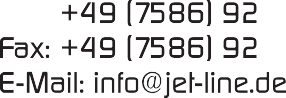 +49 (7586) 92
Fax: +49 (7586) 92
E-Mail: info@jet-line.de